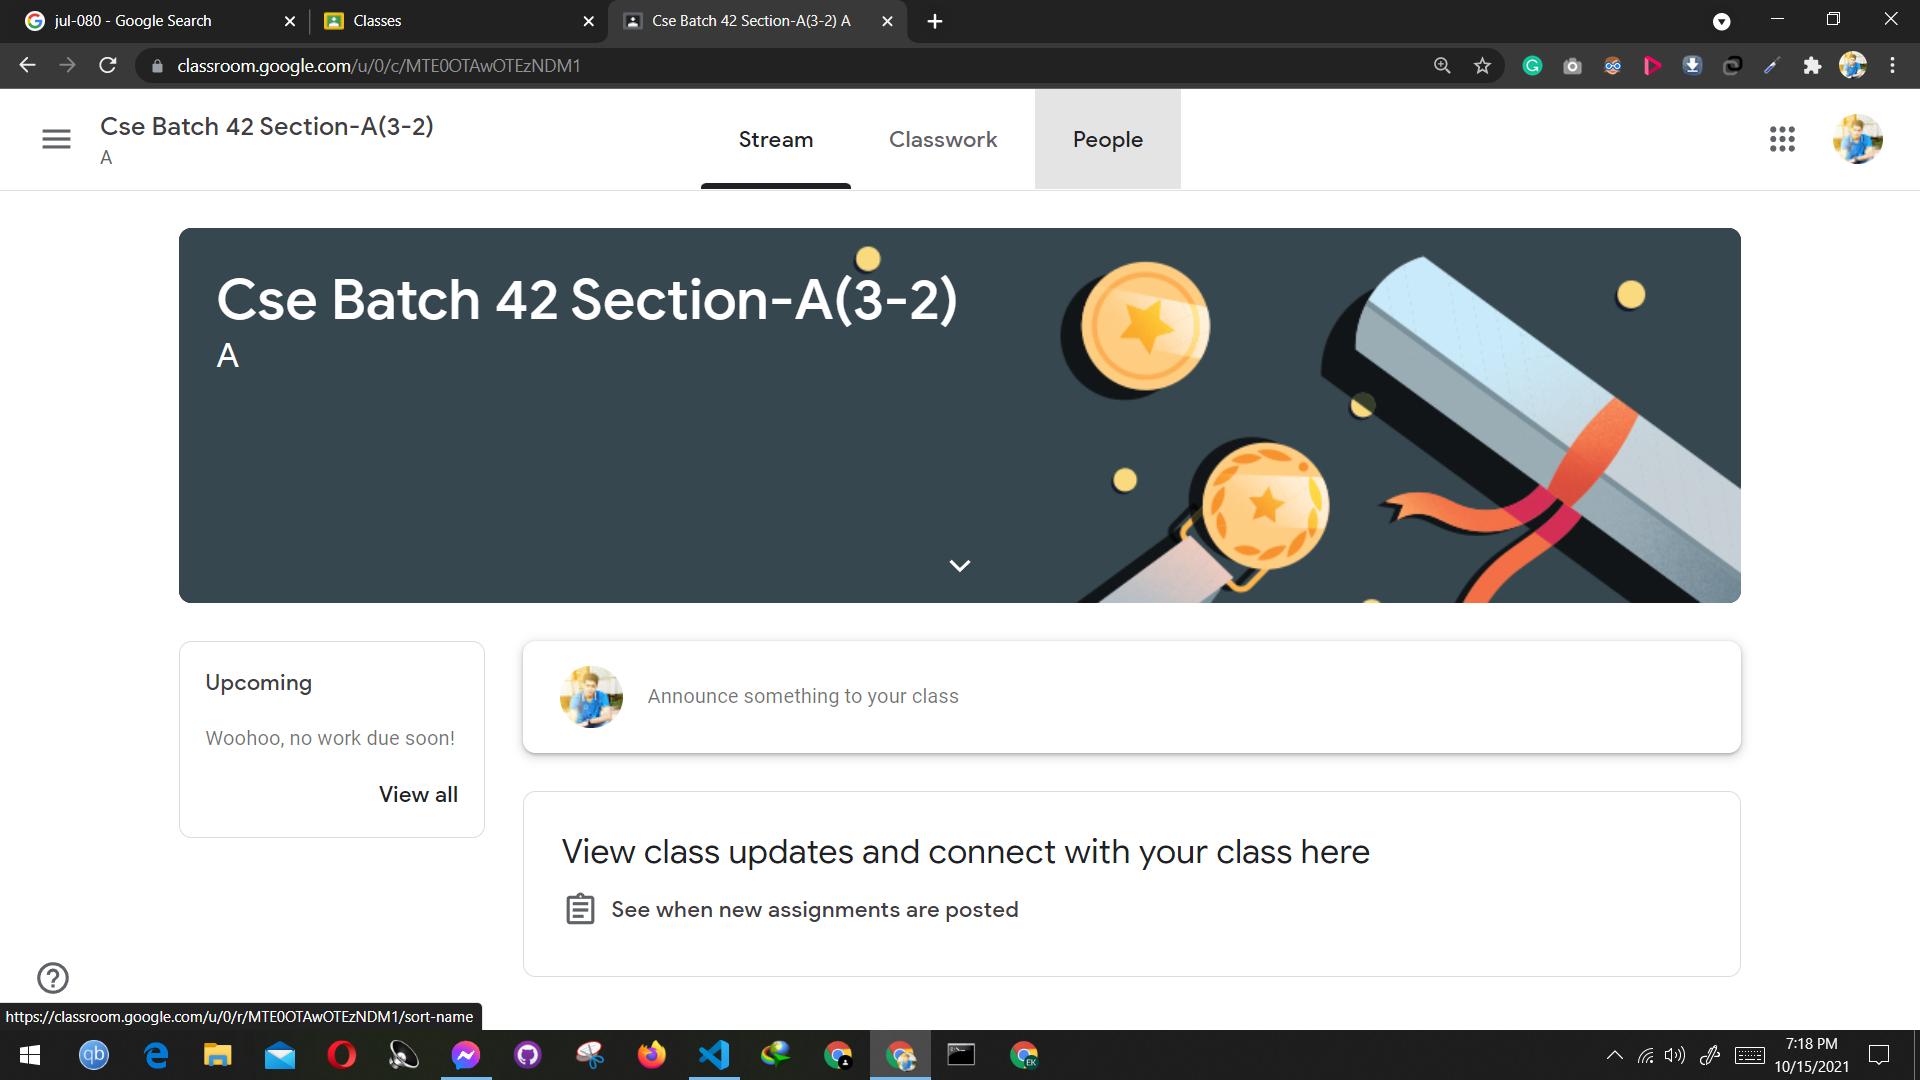 jul-080 - Google Search
Classes
Cse Batch 42 Section-A(3-2) A
classroom.google.com/u/0/c/MTE0OTAwOTEzNDM1
Cse Batch 42 Section-A(3-2)
A
Stream
Classwork
People
Cse Batch 42 Section-A(3-2)
A
Upcoming
Woohoo, no work due soon!
View all
Announce something to your class
View class updates and connect with your class here
See when new assignments are posted
https://classroom.google.com/u/0/r/MTE0OTAwOTEzNDM1/sort-name
qb
EK
7:18 PM
10/15/2021